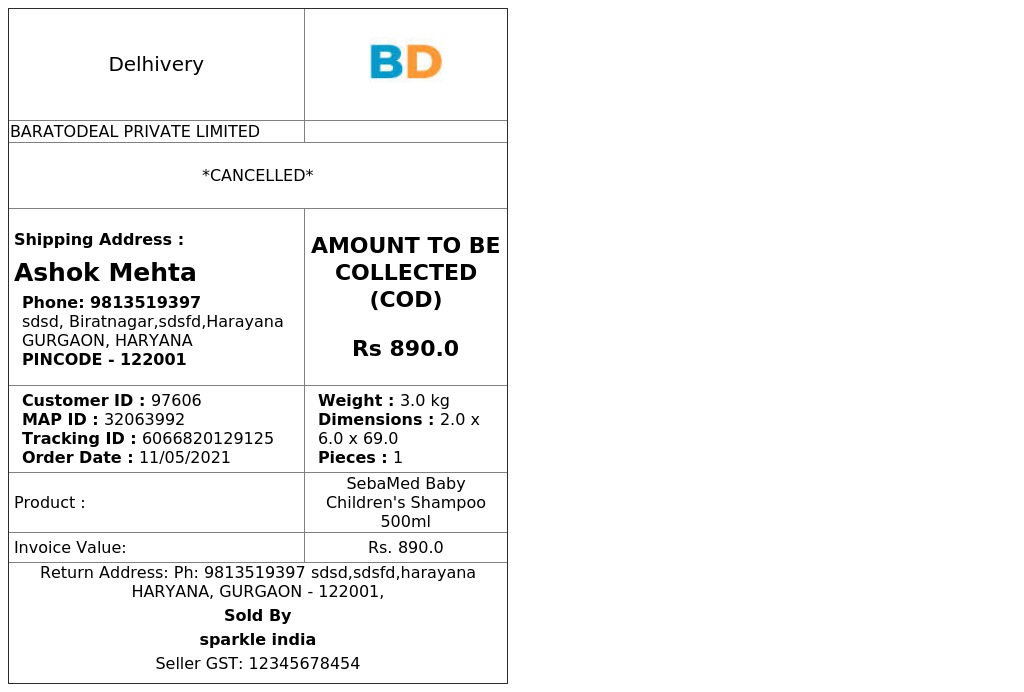 Delhivery
BD
BARATODEAL PRIVATE LIMITED
*CANCELLED*
Shipping Address :
Ashok Mehta
Phone: 9813519397
sdsd, Biratnagar,sdsfd,Harayana
GURGAON, HARYANA
PINCODE - 122001
AMOUNT TO BE
COLLECTED
(COD)
Rs 890.0
Customer ID : 97606
MAP ID : 32063992
Tracking ID : 6066820129125
Order Date : 11/05/2021
Weight : 3.0 kg
Dimensions : 2.0 x
6.0 x 69.0
Pieces : 1
Product :
SebaMed Baby
Children's Shampoo
500ml
Invoice Value:
Rs. 890.0
Return Address: Ph: 9813519397 sdsd,sdsfd,harayana
HARYANA, GURGAON - 122001,
Sold By
sparkle india
Seller GST: 12345678454